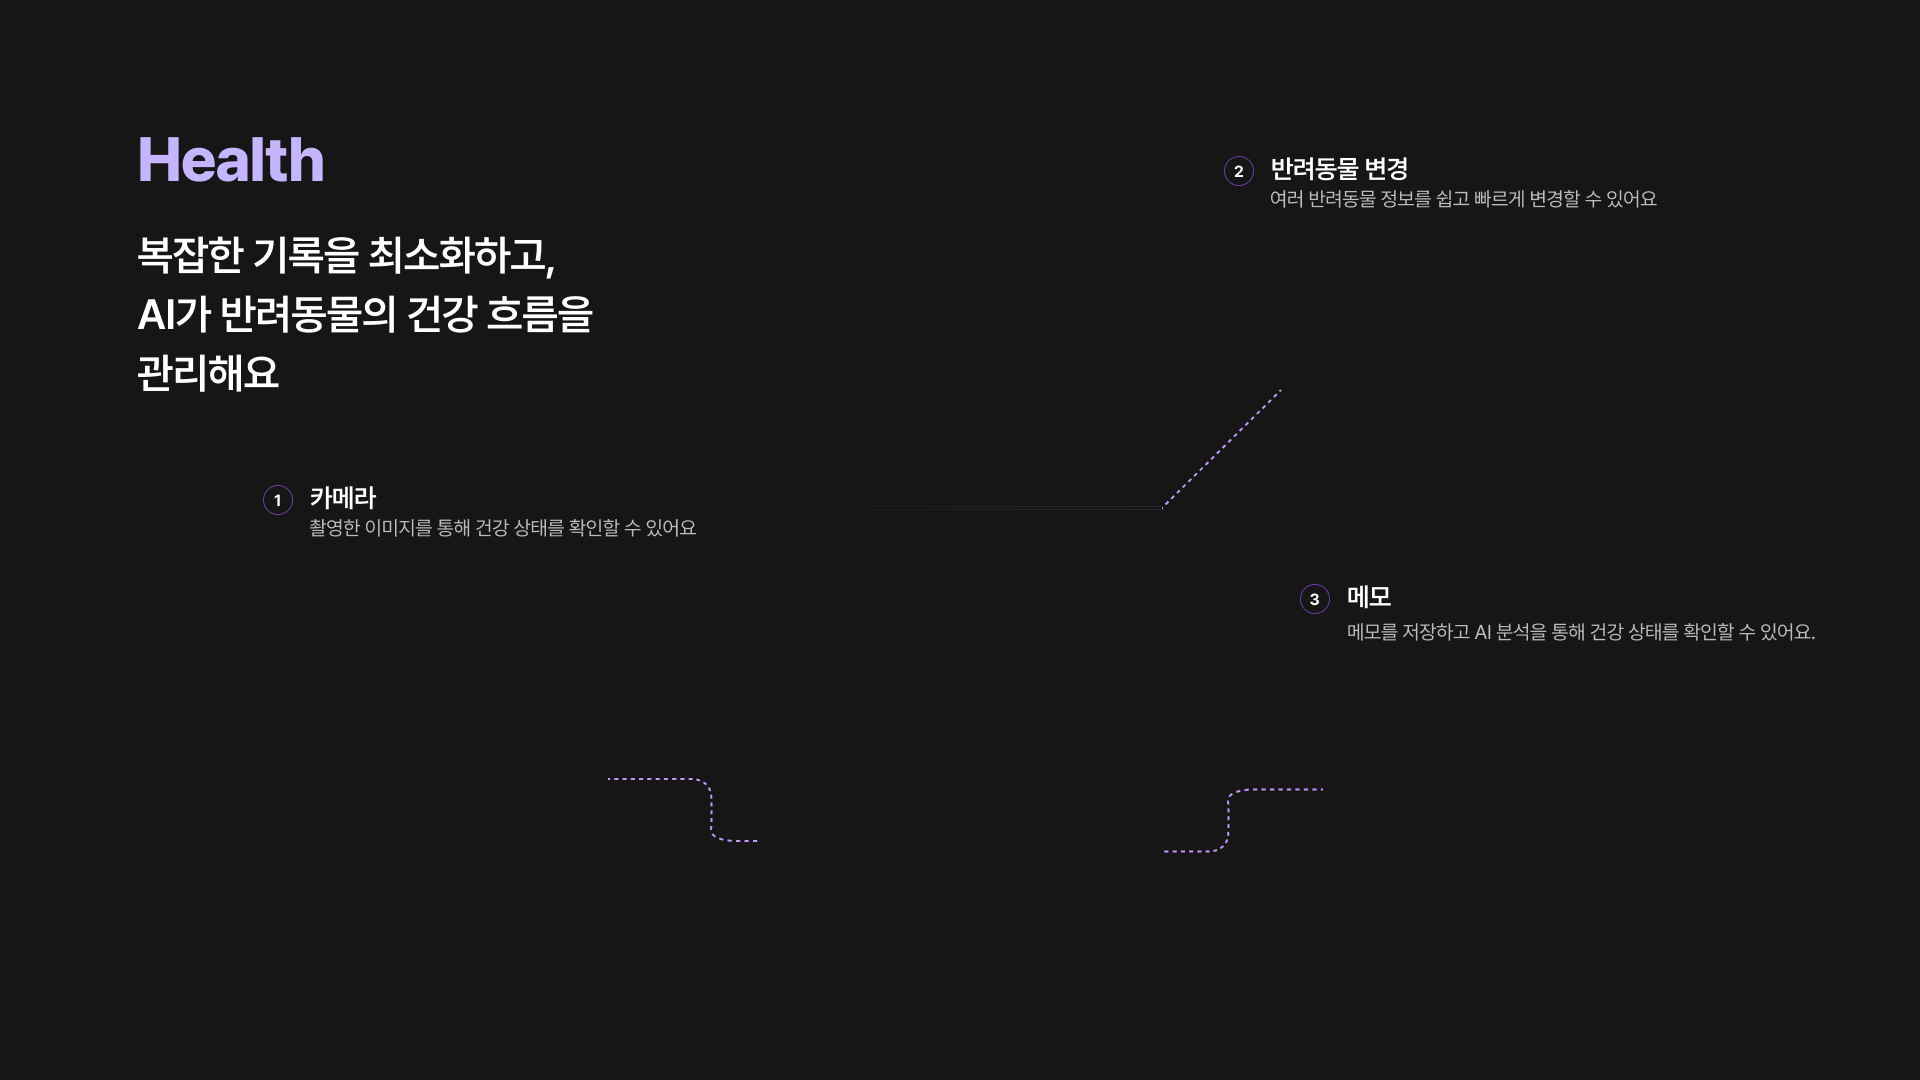 Health
복잡한 기록을 최소화하고,
AI가 반려동물의 건강 흐름을
관리해요
1 카메라
촬영한 이미지를 통해 건강 상태를 확인할 수 있어요
2 반려동물 변경
여러 반려동물 정보를 쉽고 빠르게 변경할 수 있어요
3 메모
메모를 저장하고 AI 분석을 통해 건강 상태를 확인할 수 있어요.